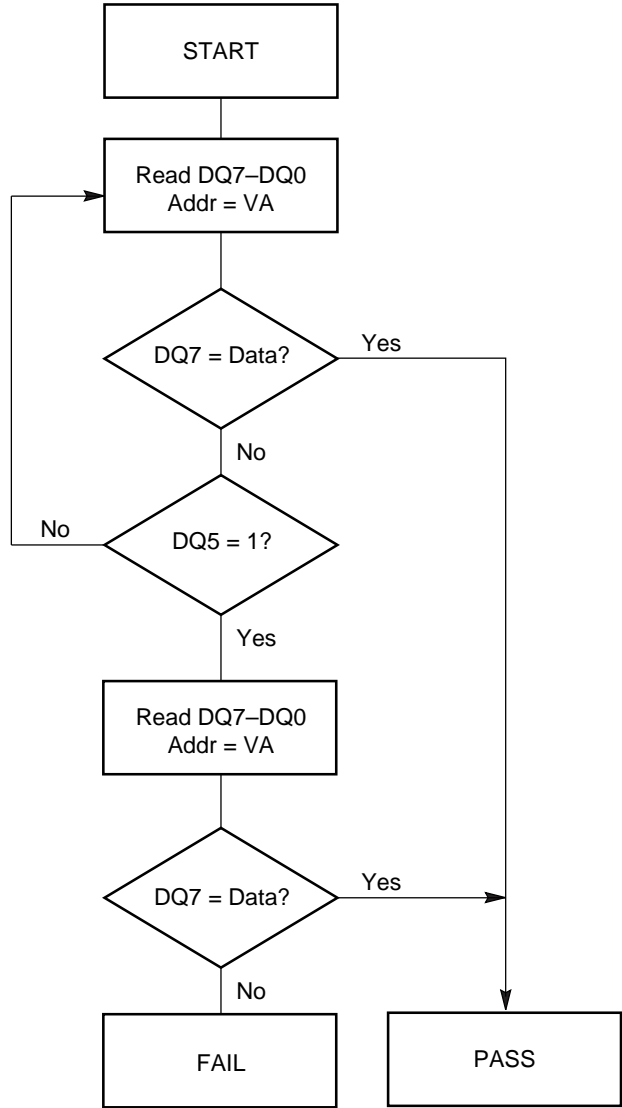 START
Read DQ7–DQ0
Addr = VA
DQ7 = Data?
Yes
No
No
DQ5 = 1?
Yes
Read DQ7–DQ0
Addr = VA
DQ7 = Data?
Yes
No
FAIL
PASS